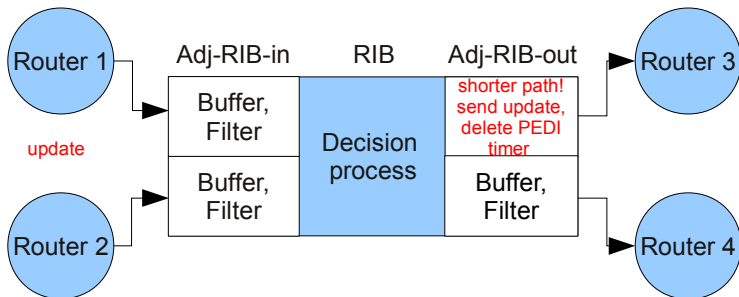 Router 1
Adj-RIB-in
RIB
Adj-RIB-out
Router 3
Buffer,
Filter
shorter path!
send update,
delete PEDI
timer
update
Decision
process
Buffer,
Filter
Buffer,
Filter
Router 2
Router 4